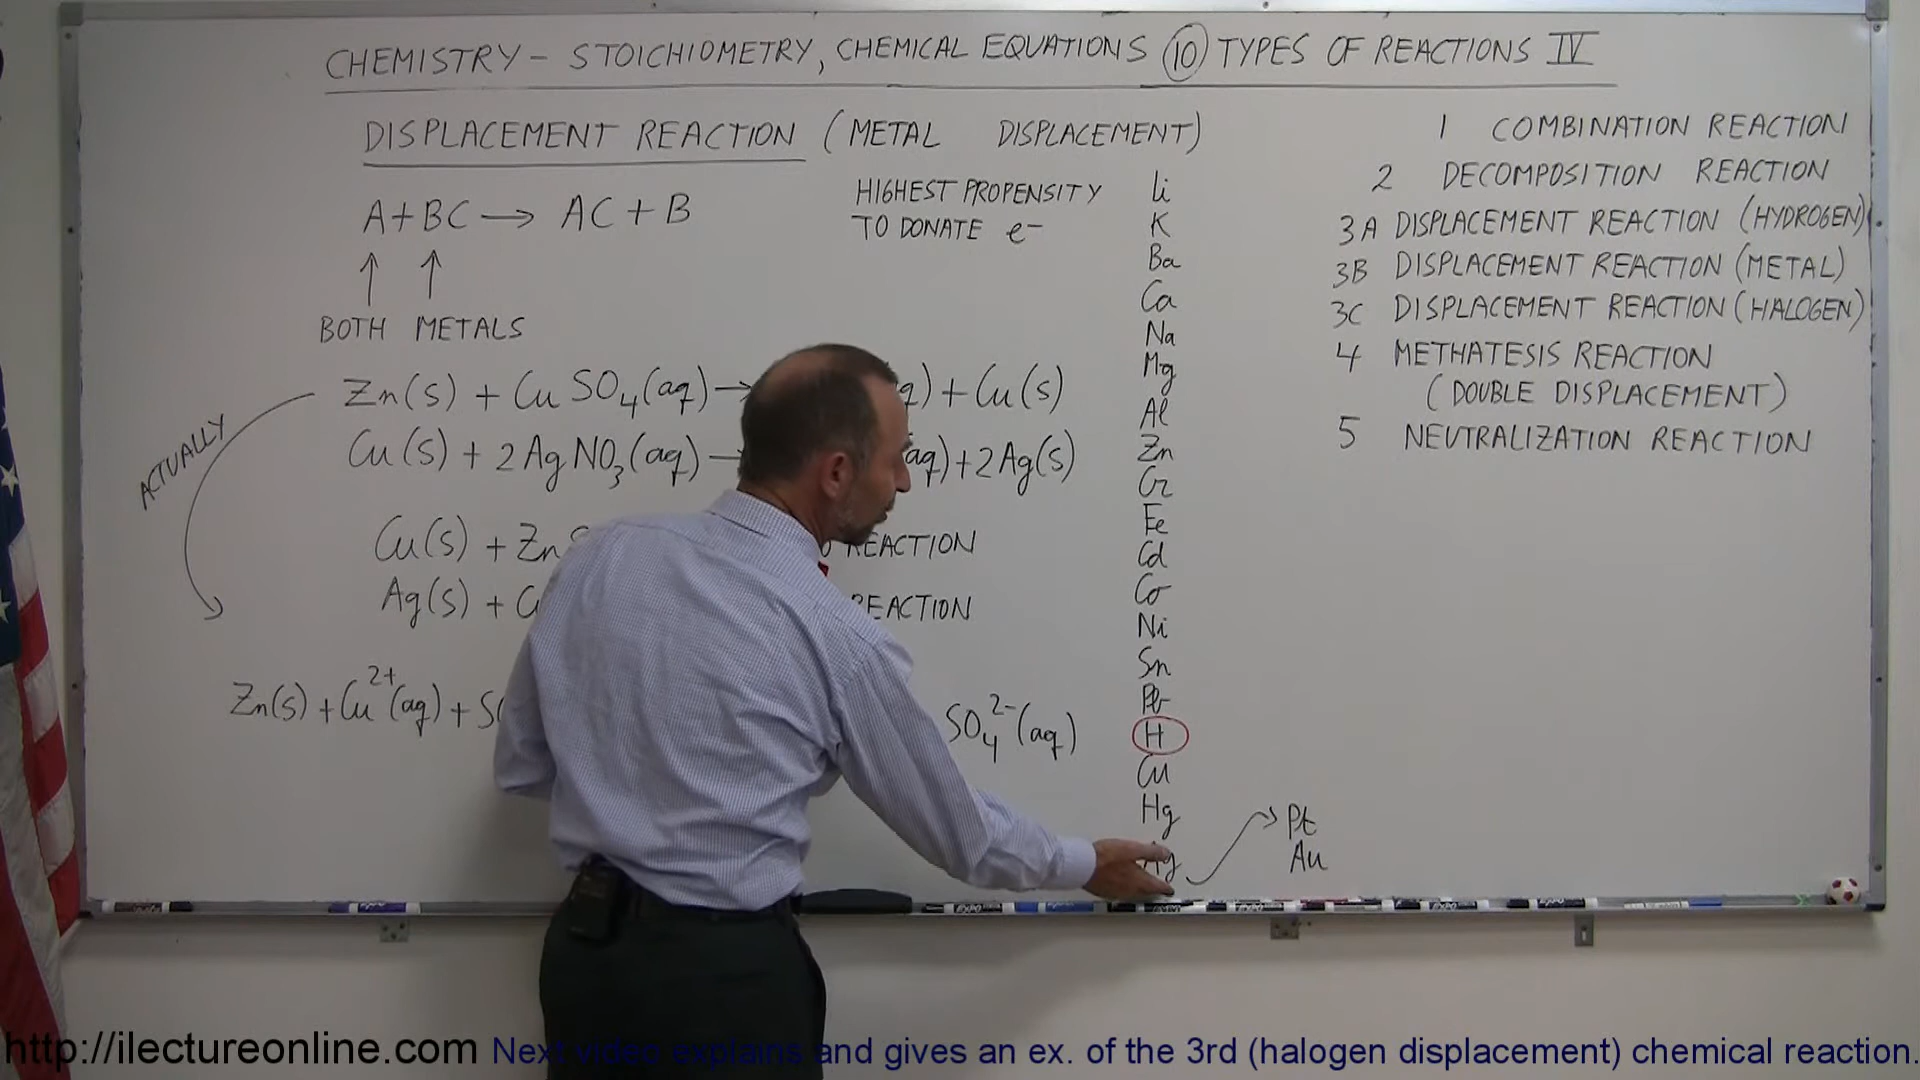 CHEMISTRY – STOICHIOMETRY, CHEMICAL EQUATIONS 10 TYPES OF REACTIONS IV
DISPLACEMENT REACTION (METAL DISPLACEMENT)
A + BC → AC + B
↑ ↑
BOTH METALS
HIGHEST PROPENSITY
TO DONATE e−
ACTUALLY
Zn(s) + CuSO₄(aq) → q) + Cu(s)
Cu(s) + 2AgNO₃(aq) → aq) + 2Ag(s)
Cu(s) + Zn REACTION
Ag(s) + REACTION
Zn(s) + Cu²⁺(aq) + SO₄²⁻(aq)
Li
K
Ba
Ca
Na
Mg
Al
Zn
Cr
Fe
Cd
Co
Ni
Sn
Pb
H
Cu
Hg
Ag
Pt
Au
1 COMBINATION REACTION
2 DECOMPOSITION REACTION
3A DISPLACEMENT REACTION (HYDROGEN)
3B DISPLACEMENT REACTION (METAL)
3C DISPLACEMENT REACTION (HALOGEN)
4 METHATESIS REACTION
(DOUBLE DISPLACEMENT)
5 NEUTRALIZATION REACTION
http://ilectureonline.com Next video explains and gives an ex. of the 3rd (halogen displacement) chemical reaction.